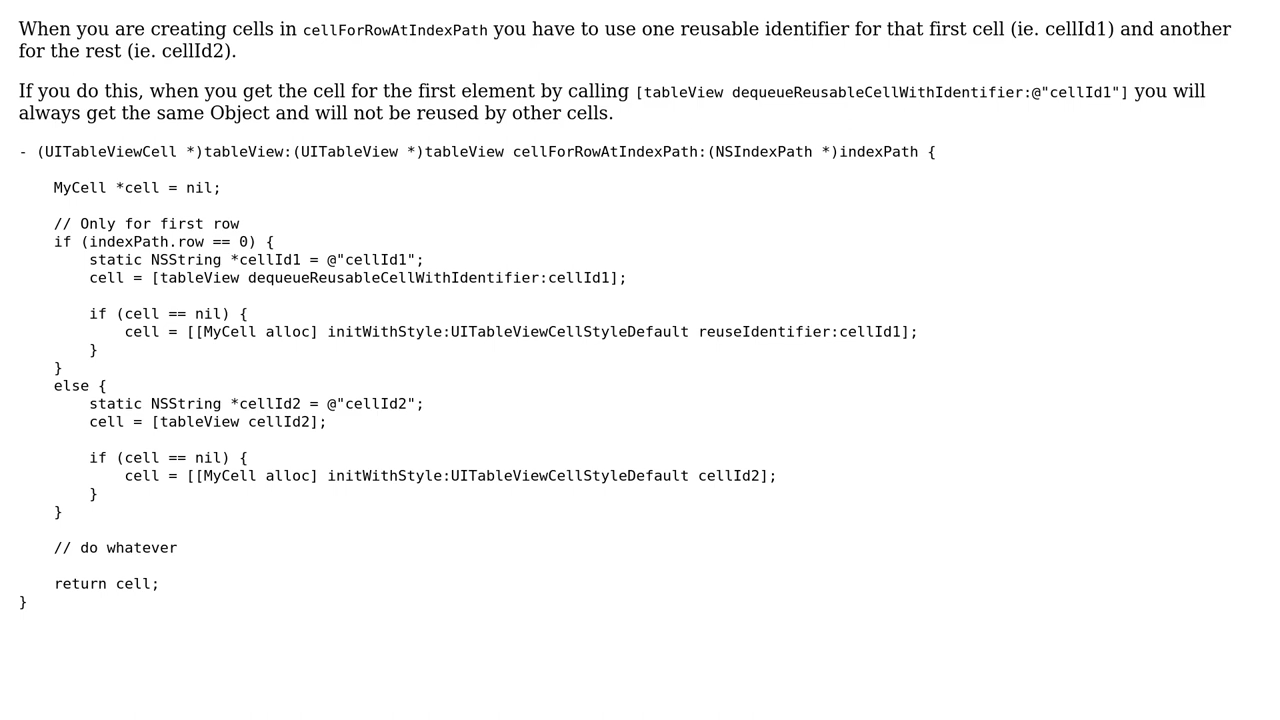 When you are creating cells in cellForRowAtIndexPath you have to use one reusable identifier for that first cell (ie. cellId1) and another
for the rest (ie. cellId2).
If you do this, when you get the cell for the first element by calling [tableView dequeueReusableCellWithIdentifier:@"cellId1"] you will
always get the same Object and will not be reused by other cells.
- (UITableViewCell *)tableView:(UITableView *)tableView cellForRowAtIndexPath:(NSIndexPath *)indexPath {
    MyCell *cell = nil;
    // Only for first row
    if (indexPath.row == 0) {
        static NSString *cellId1 = @"cellId1";
        cell = [tableView dequeueReusableCellWithIdentifier:cellId1];
        if (cell == nil) {
            cell = [[MyCell alloc] initWithStyle:UITableViewCellStyleDefault reuseIdentifier:cellId1];
        }
    }
    else {
        static NSString *cellId2 = @"cellId2";
        cell = [tableView cellId2];
        if (cell == nil) {
            cell = [[MyCell alloc] initWithStyle:UITableViewCellStyleDefault cellId2];
        }
    }
    // do whatever
    return cell;
}